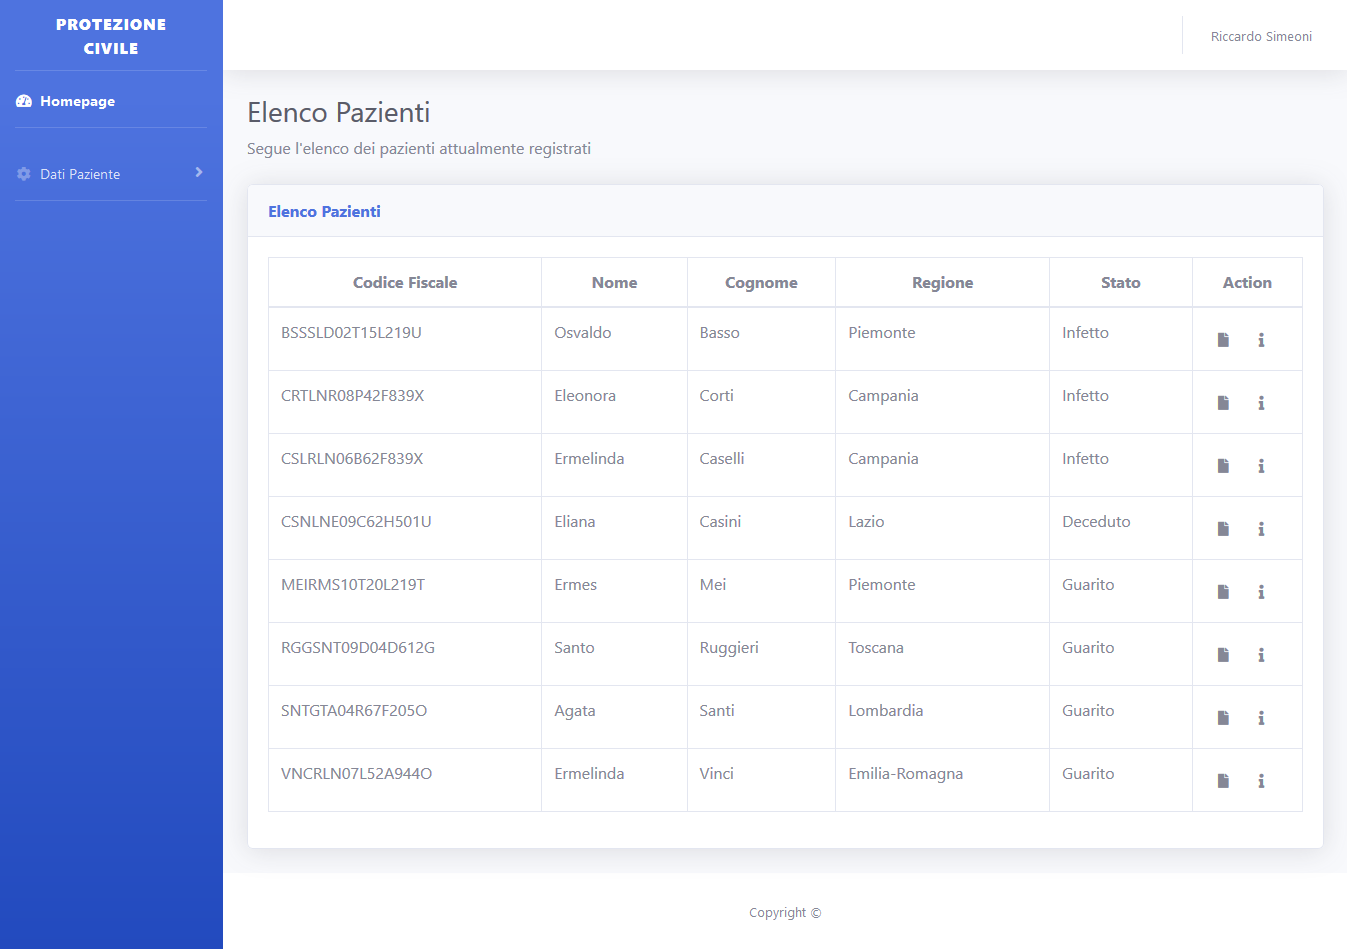 PROTEZIONE
CIVILE
Homepage
Dati Paziente
Riccardo Simeoni
Elenco Pazienti
Segue l'elenco dei pazienti attualmente registrati
Elenco Pazienti
Codice Fiscale Nome Cognome Regione Stato Action
BSSSLD02T15L219U Osvaldo Basso Piemonte Infetto
CRTLNR08P42F839X Eleonora Corti Campania Infetto
CSLRLN06B62F839X Ermelinda Caselli Campania Infetto
CSNLNE09C62H501U Eliana Casini Lazio Deceduto
MEIRMS10T20L219T Ermes Mei Piemonte Guarito
RGGSNT09D04D612G Santo Ruggieri Toscana Guarito
SNTGTA04R67F205O Agata Santi Lombardia Guarito
VNCRLN07L52A944O Ermelinda Vinci Emilia-Romagna Guarito
Copyright ©